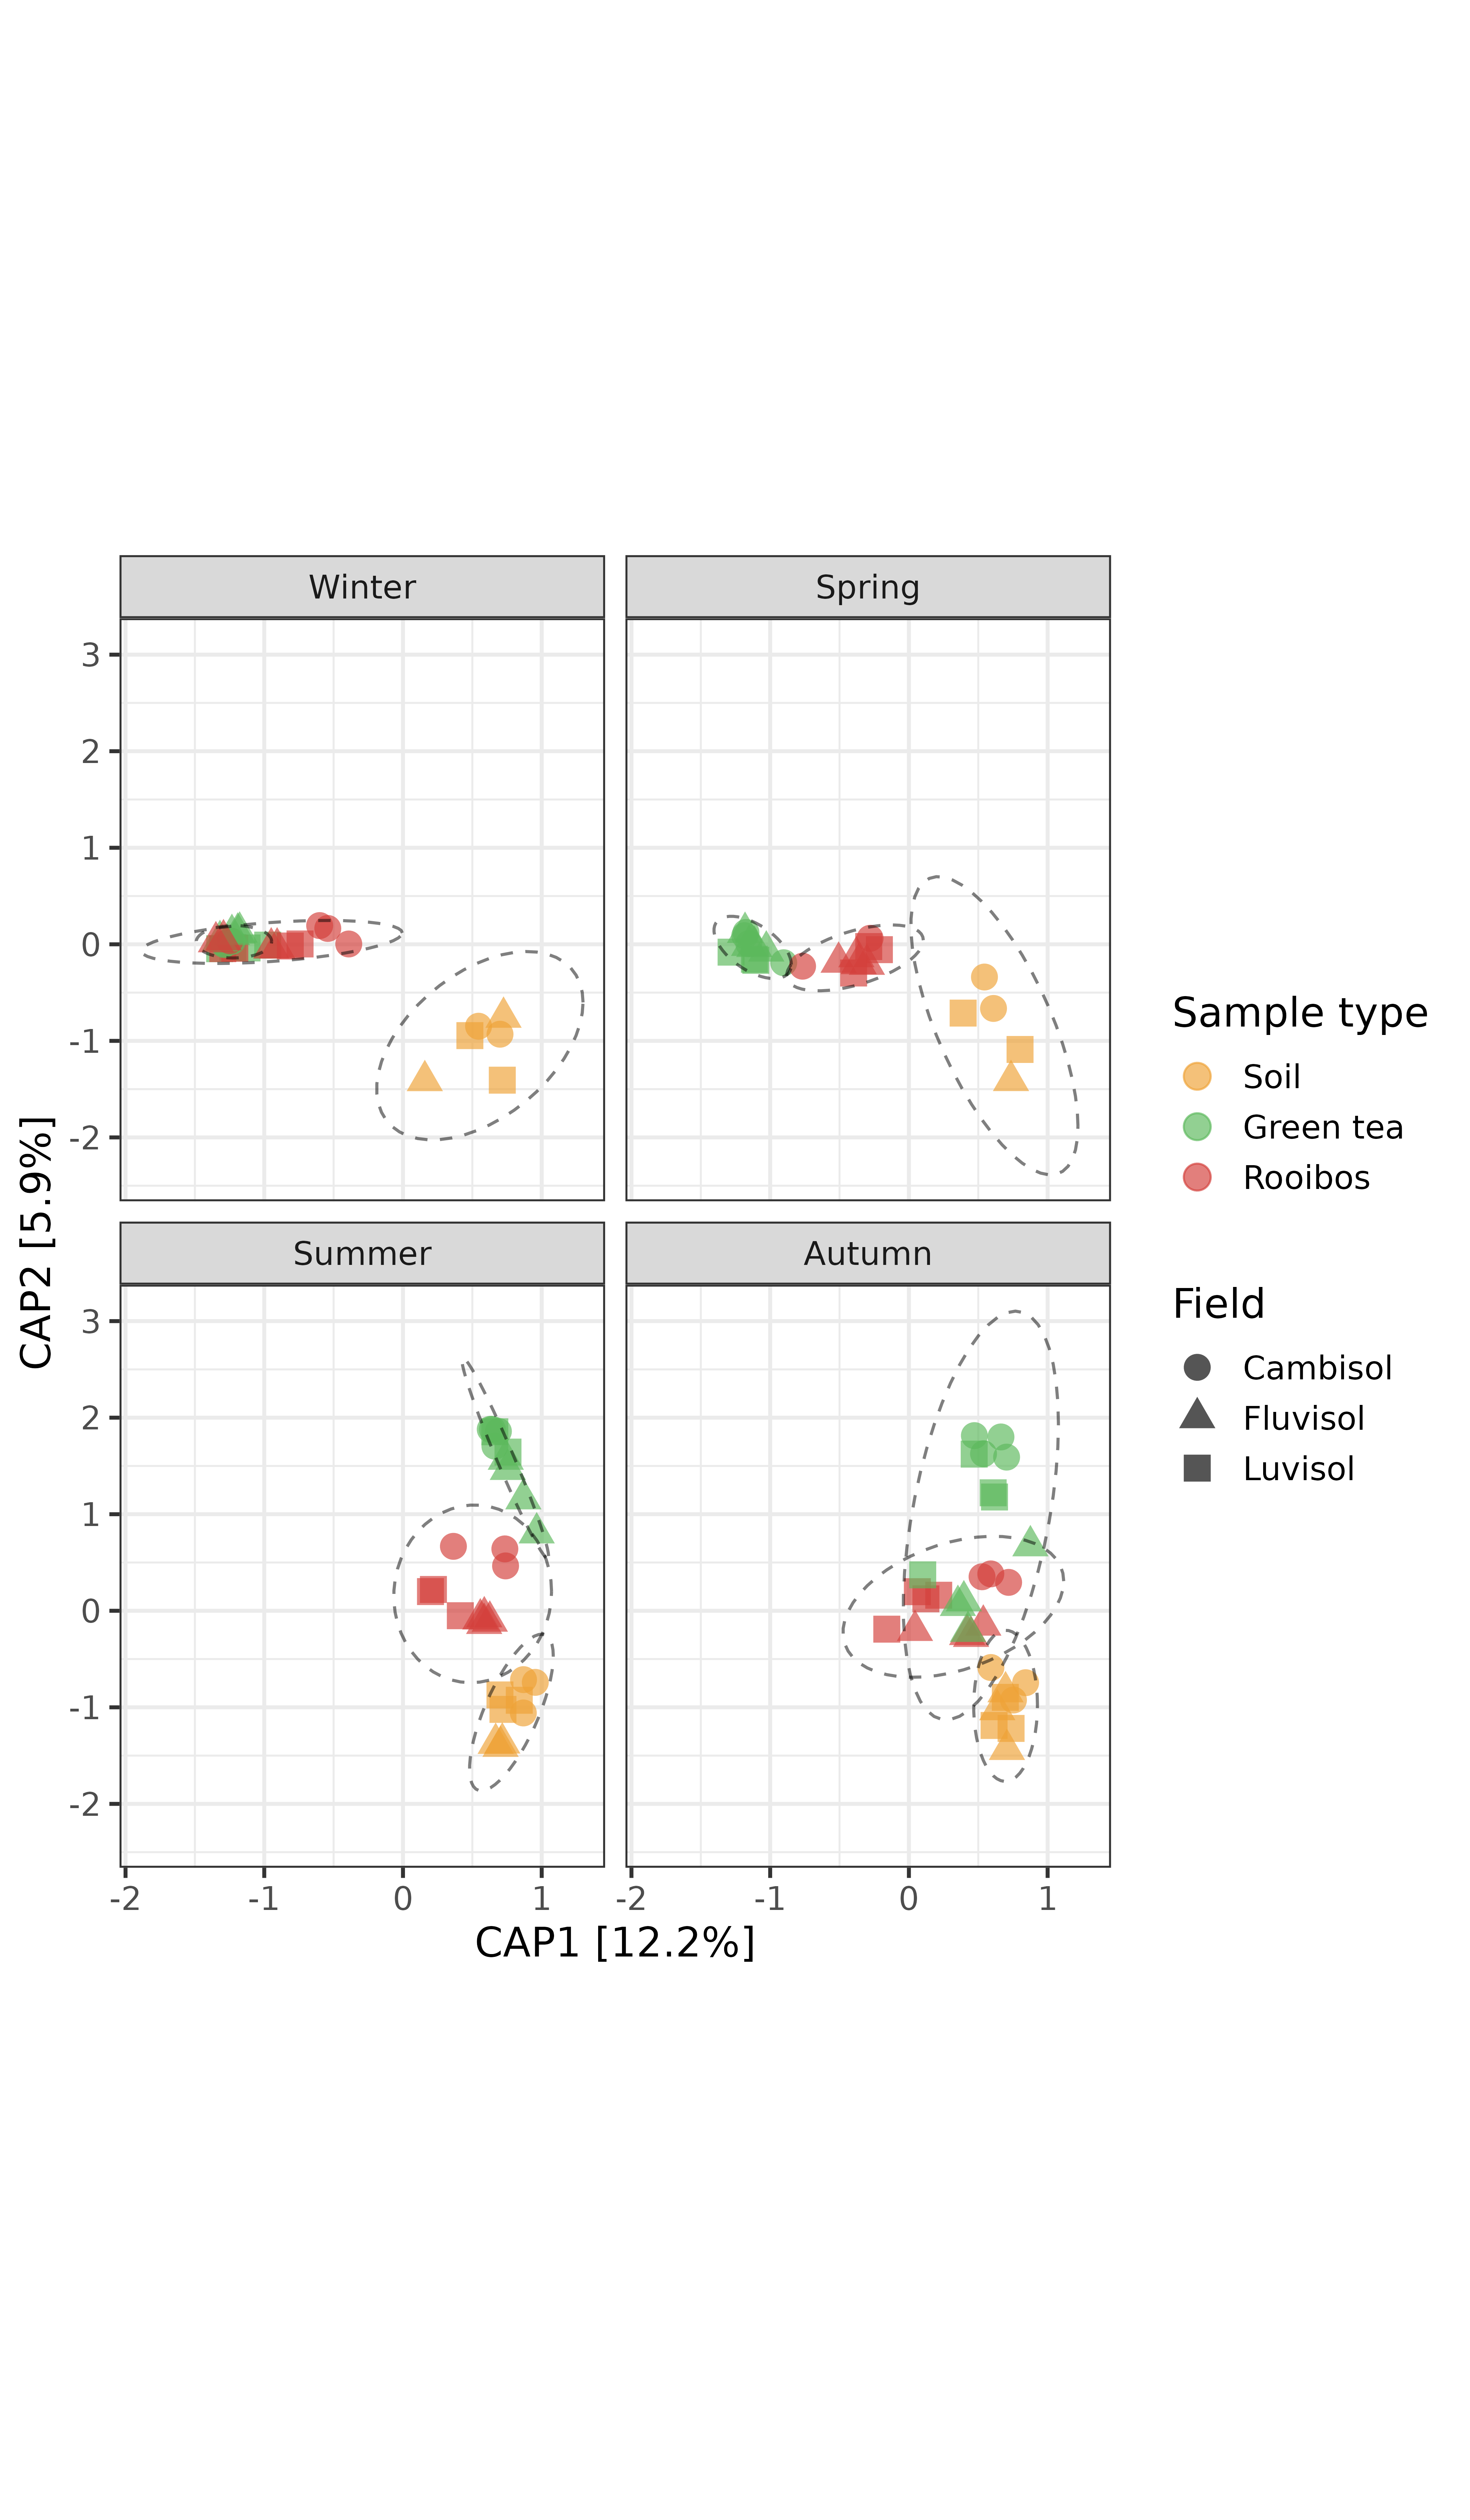 Winter
Spring
3
2
1
0
-1
-2
Summer
Autumn
3
2
1
0
-1
-2
-2
-1
0
1
-2
-1
0
1
CAP1 [12.2%]
CAP2 [5.9%]
Sample type
Soil
Green tea
Rooibos
Field
Cambisol
Fluvisol
Luvisol